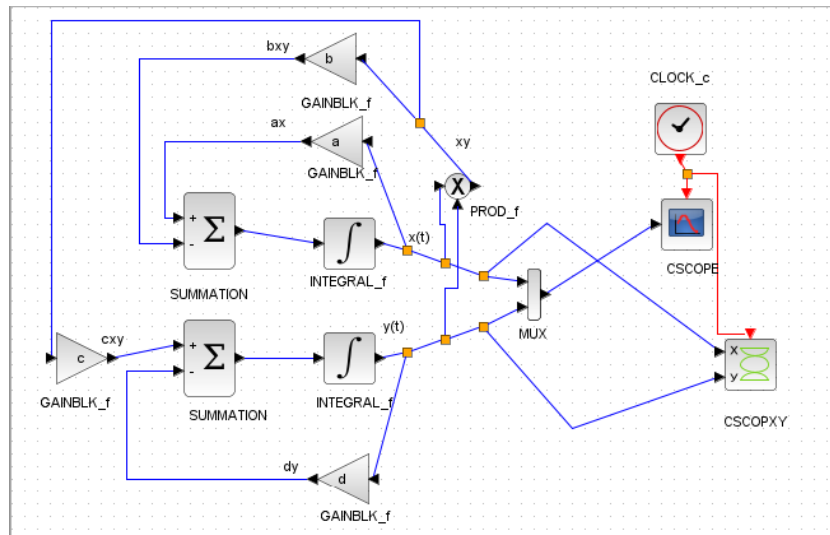 bxy
b
GAINBLK_f
CLOCK_c
ax
a
GAINBLK_f
xy
X
PROD_f
+
-
Σ
∫
x(t)
SUMMATION
INTEGRAL_f
CSCOPE
MUX
cxy
c
GAINBLK_f
+
-
Σ
∫
y(t)
SUMMATION
INTEGRAL_f
X
Y
CSCOPXY
dy
d
GAINBLK_f